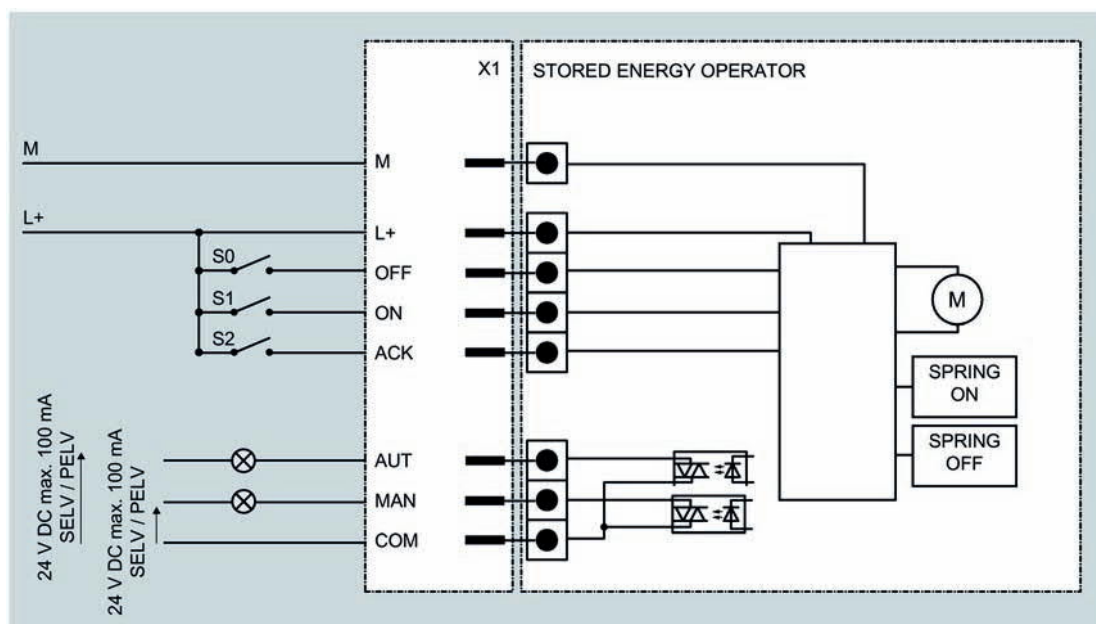 X1
STORED ENERGY OPERATOR
M
M
L+
L+
S0
OFF
S1
ON
M
S2
ACK
SPRING
ON
SPRING
OFF
24 V DC max. 100 mA
SELV / PELV
24 V DC max. 100 mA
SELV / PELV
AUT
MAN
COM